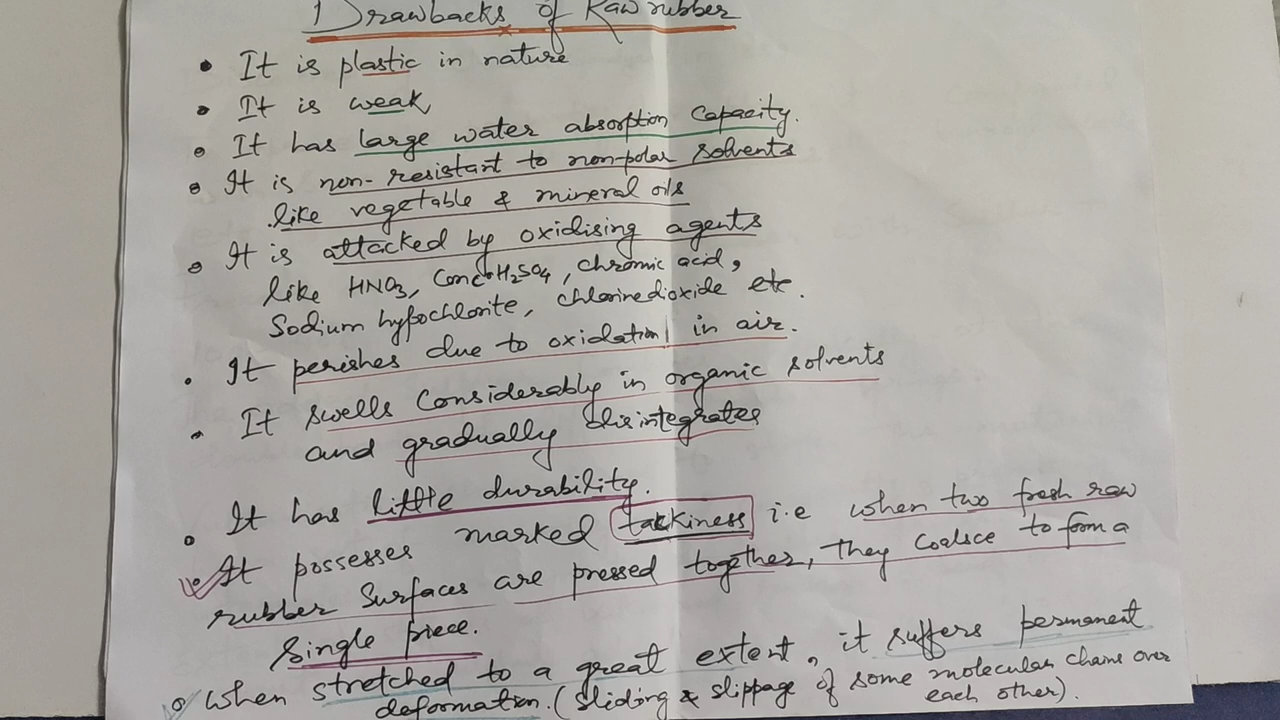 Drawbacks of Raw rubber
• It is plastic in nature
• It is weak
• It has large water absorption capacity.
• It is non-resistant to non-polar solvents
like vegetable & mineral oils
• It is attacked by oxidising agents
like HNO3, Conc. H2SO4, chromic acid,
Sodium hypochlorite, chlorinedioxide etc.
• It perishes due to oxidation in air.
• It swells considerably in organic solvents
and gradually disintegrates
• It has little durability.
• It possesses marked tackiness i.e when two fresh raw
rubber surfaces are pressed together, they coalsce to form a
single piece.
• When stretched to a great extent, it suffers permanent
deformation. (sliding & slippage of some molecular chains over
each other).